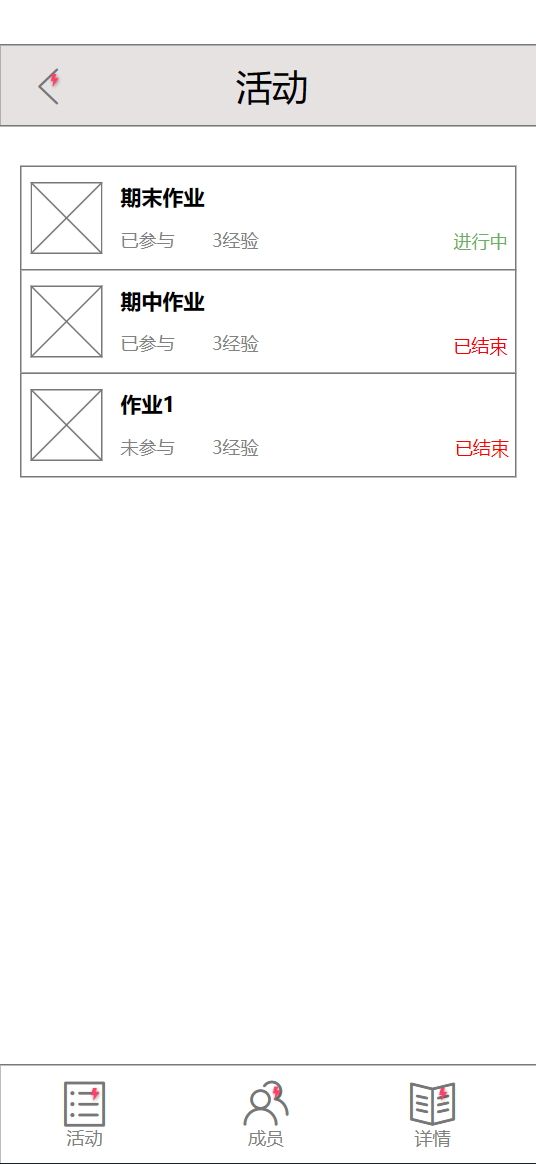 活动
期末作业
已参与 3经验 进行中
期中作业
已参与 3经验 已结束
作业1
未参与 3经验 已结束
活动 成员 详情